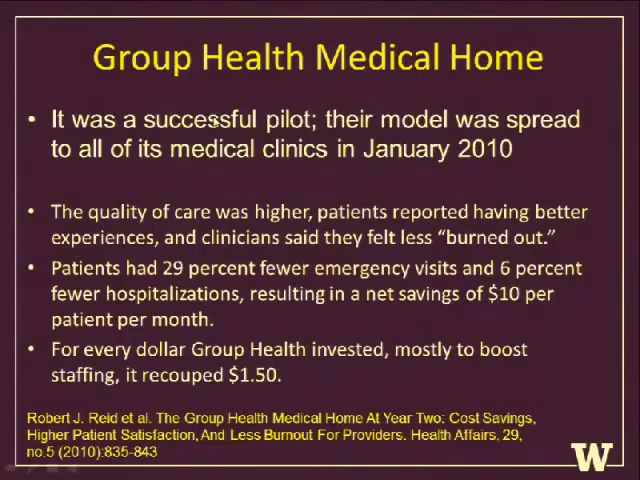 Group Health Medical Home
• It was a successful pilot; their model was spread
to all of its medical clinics in January 2010
• The quality of care was higher, patients reported having better
experiences, and clinicians said they felt less “burned out.”
• Patients had 29 percent fewer emergency visits and 6 percent
fewer hospitalizations, resulting in a net savings of $10 per
patient per month.
• For every dollar Group Health invested, mostly to boost
staffing, it recouped $1.50.
Robert J. Reid et al. The Group Health Medical Home At Year Two: Cost Savings,
Higher Patient Satisfaction, And Less Burnout For Providers. Health Affairs, 29,
no.5 (2010):835-843
W